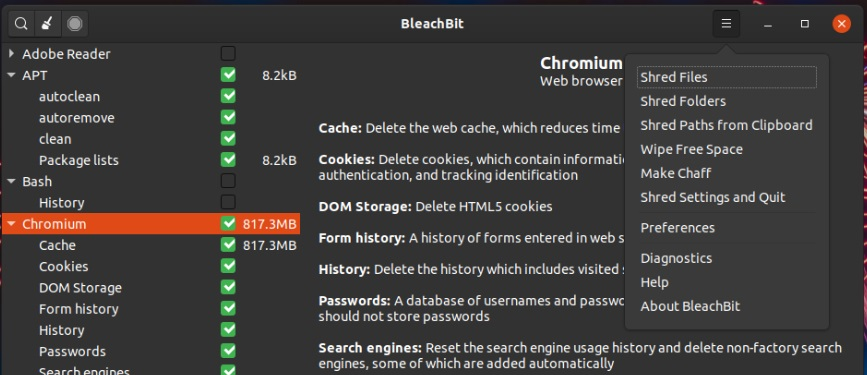 BleachBit
Adobe Reader
APT 8.2kB
autoclean
autoremove
clean
Package lists 8.2kB
Bash
History
Chromium 817.3MB
Cache 817.3MB
Cookies
DOM Storage
Form history
History
Passwords
Search engines
Chromium
Web browser
Cache: Delete the web cache, which reduces time
Cookies: Delete cookies, which contain
authentication, and tracking identification
DOM Storage: Delete HTML5 cookies
Form history: A history of forms entered in web
History: Delete the history which includes visited
Passwords: A database of usernames and
should not store passwords
Search engines: Reset the search engine usage history and delete non-factory search
engines, some of which are added automatically
Shred Files
Shred Folders
Shred Paths from Clipboard
Wipe Free Space
Make Chaff
Shred Settings and Quit
Preferences
Diagnostics
Help
About BleachBit